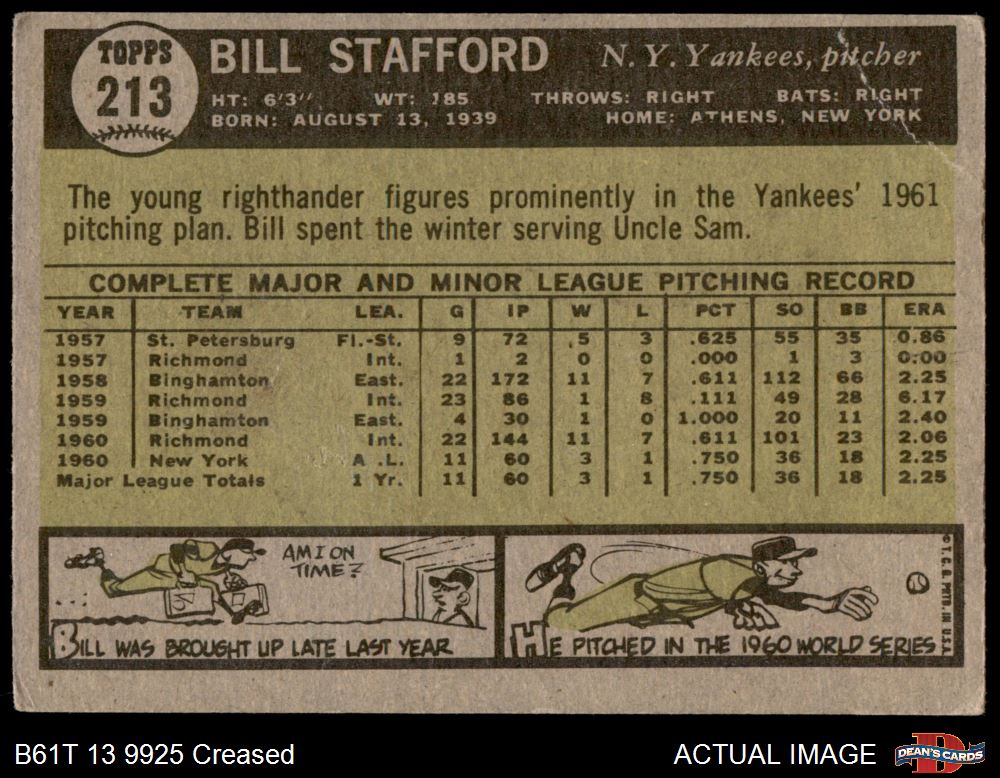 TOPPS
213
BILL STAFFORD N. Y. Yankees, pitcher
HT: 6'3" WT: 185 THROWS: RIGHT BATS: RIGHT
BORN: AUGUST 13, 1939 HOME: ATHENS, NEW YORK
The young righthander figures prominently in the Yankees' 1961
pitching plan. Bill spent the winter serving Uncle Sam.
COMPLETE MAJOR AND MINOR LEAGUE PITCHING RECORD
YEAR TEAM LEA. G IP W L PCT SO BB ERA
1957 St. Petersburg Fl.-St. 9 72 5 3 .625 55 35 0.86
1957 Richmond Int. 1 2 0 0 .000 1 3 0.00
1958 Binghamton East. 22 172 11 7 .611 112 66 2.25
1959 Richmond Int. 23 86 1 8 .111 49 28 6.17
1959 Binghamton East. 4 30 1 0 1.000 20 11 2.40
1960 Richmond Int. 22 144 11 7 .611 101 23 2.06
1960 New York A.L. 11 60 3 1 .750 36 18 2.25
Major League Totals 1 Yr. 11 60 3 1 .750 36 18 2.25
AM I ON
TIME?
BILL WAS BROUGHT UP LATE LAST YEAR
HE PITCHED IN THE 1960 WORLD SERIES
© T. C. G. PRTD. IN U.S.A.
B61T 13 9925 Creased
ACTUAL IMAGE
DEAN'S CARDS